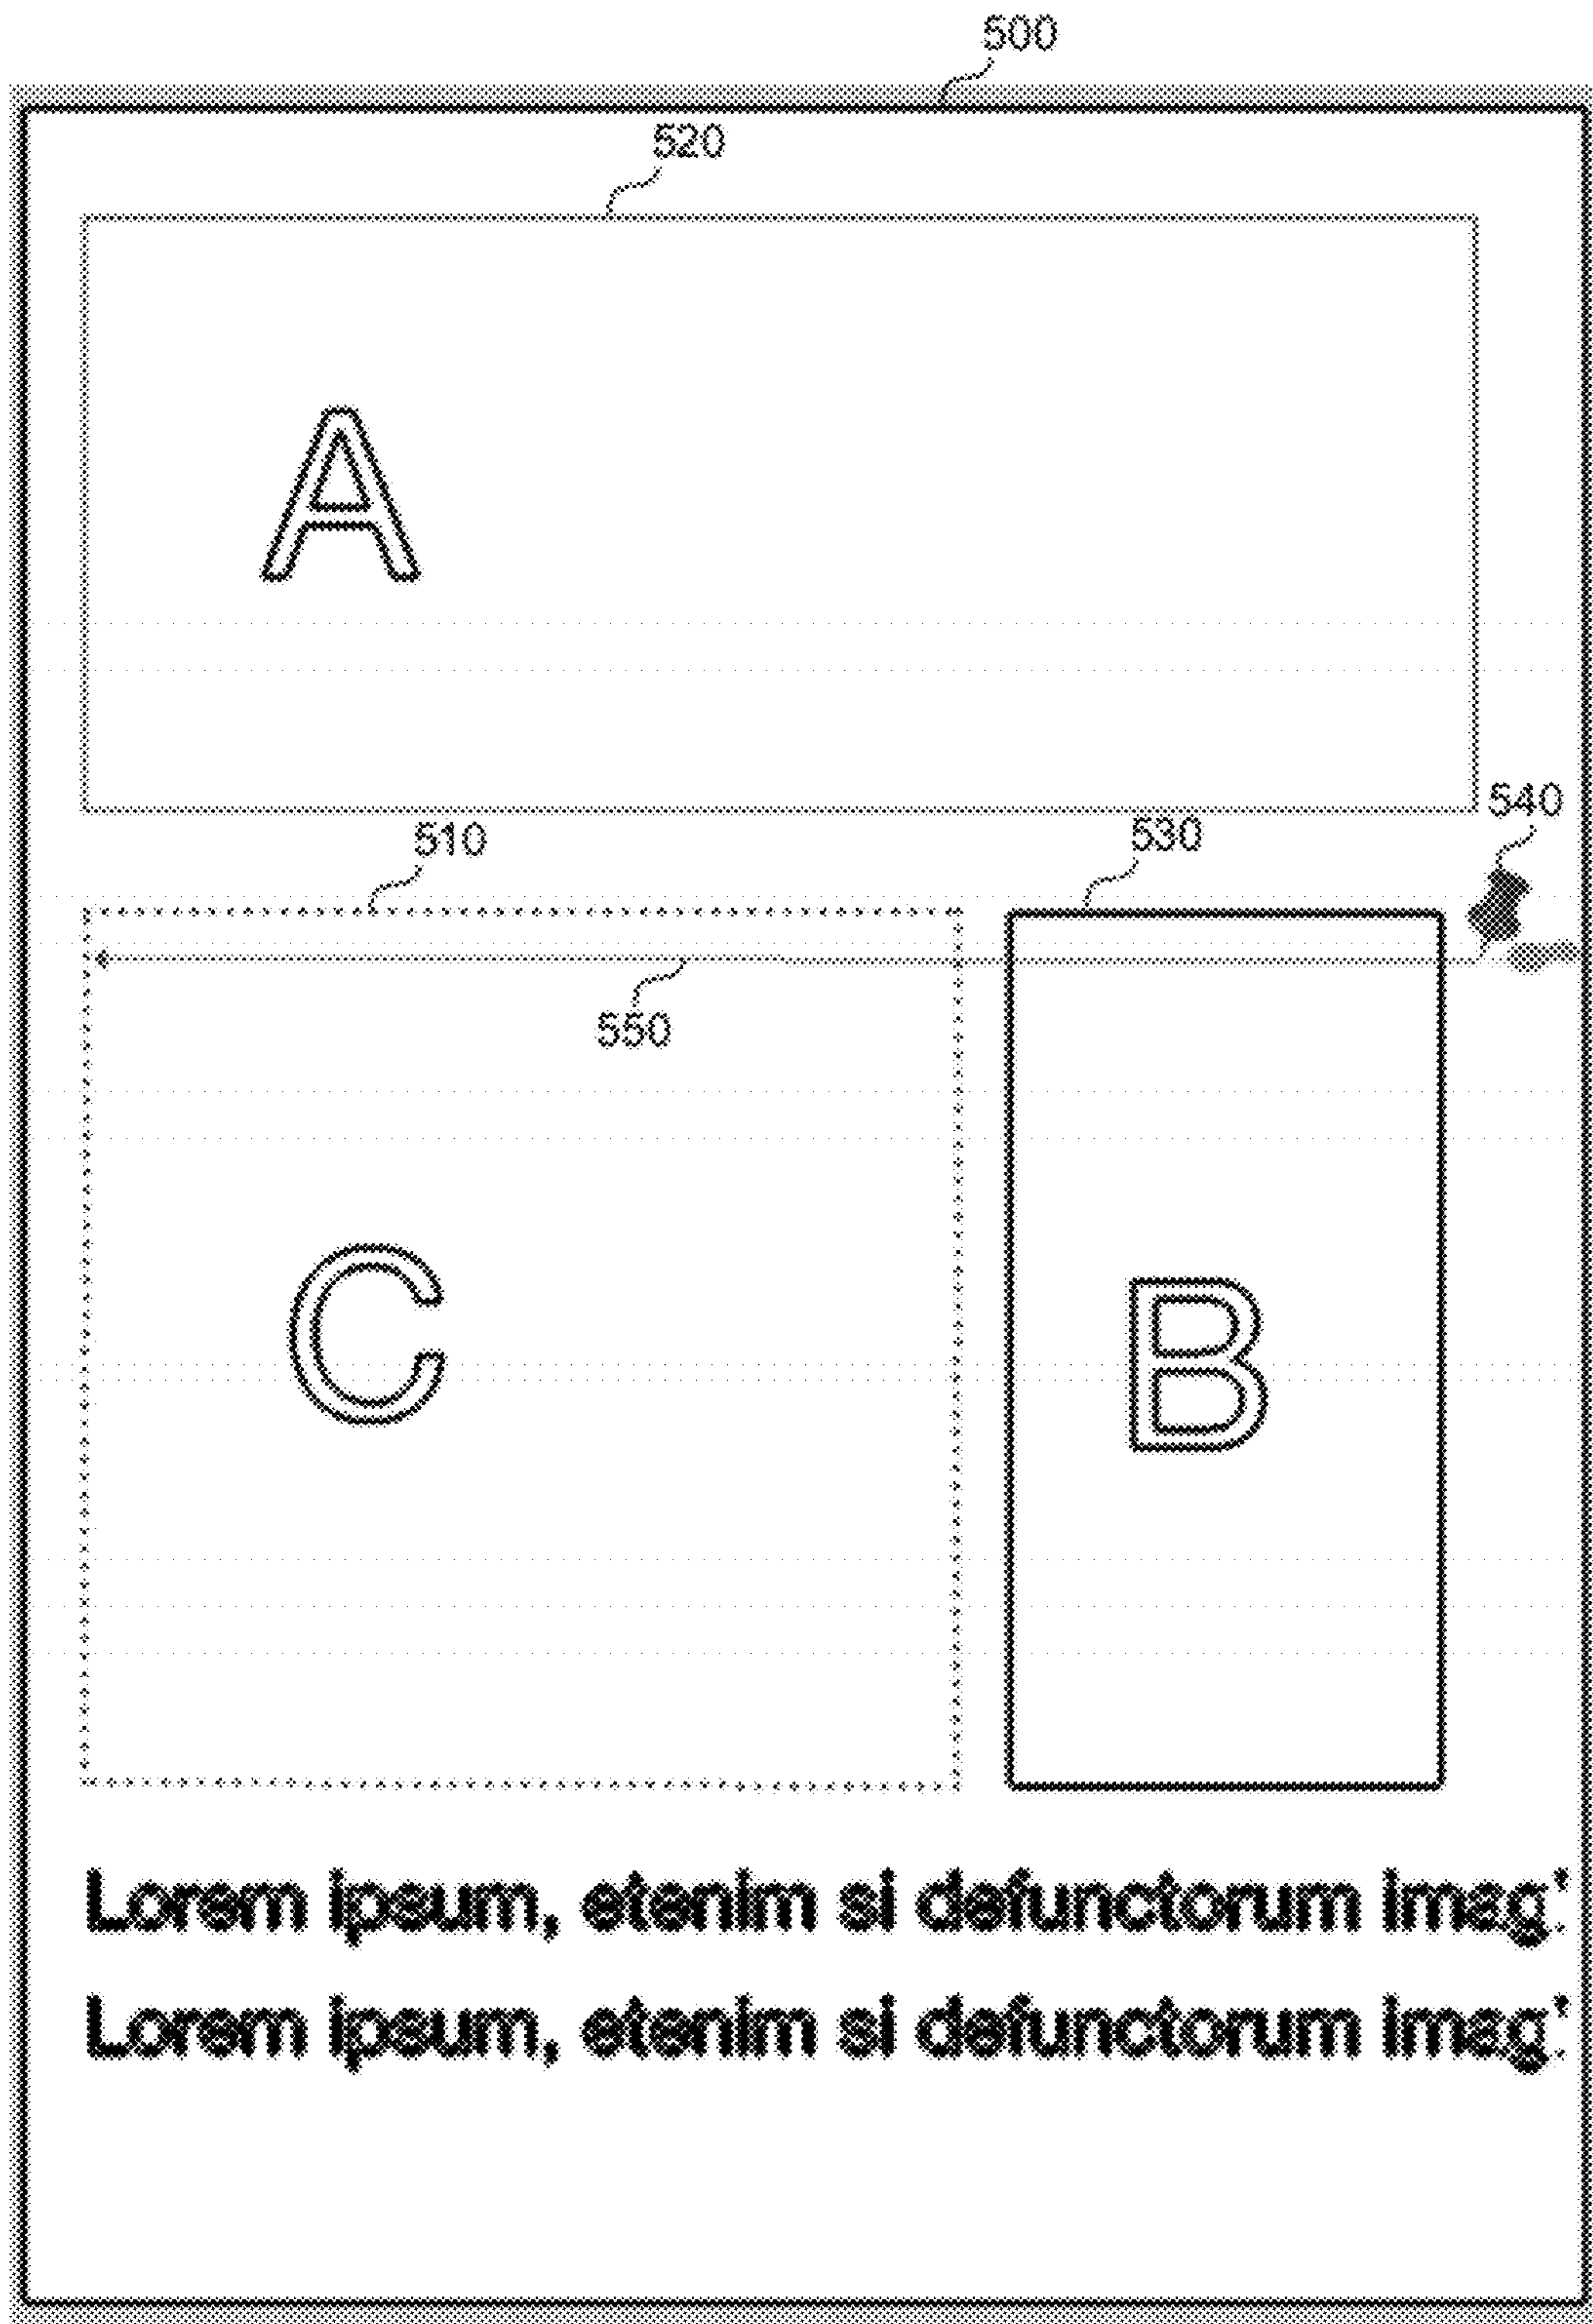 500
520
A
540
510
530
550
C
B
Lorem ipsum, etenim si defunctorum imag
Lorem ipsum, etenim si defunctorum imag